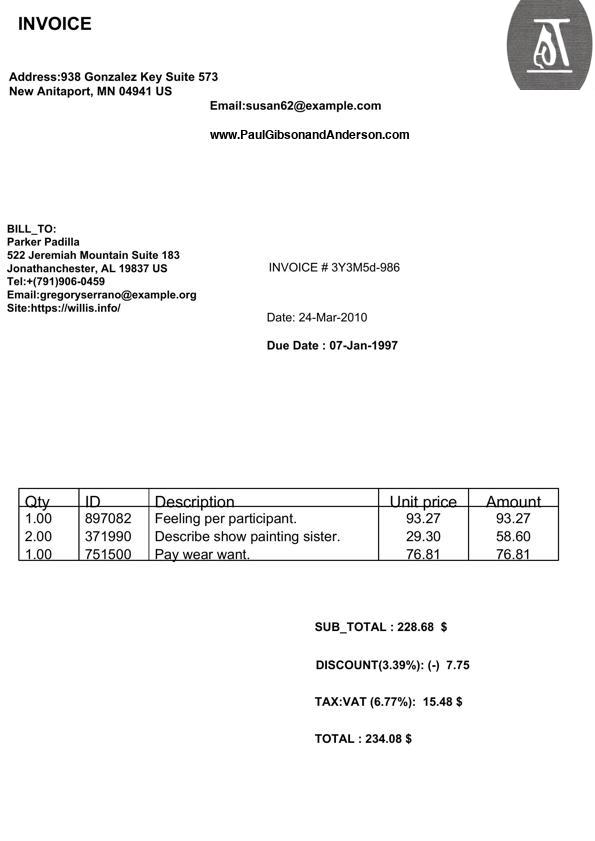 INVOICE
Address:938 Gonzalez Key Suite 573
New Anitaport, MN 04941 US
Email:susan62@example.com
www.PaulGibsonandAnderson.com
BILL_TO:
Parker Padilla
522 Jeremiah Mountain Suite 183
Jonathanchester, AL 19837 US
Tel:+(791)906-0459
Email:gregoryserrano@example.org
Site:https://willis.info/
INVOICE # 3Y3M5d-986
Date: 24-Mar-2010
Due Date : 07-Jan-1997
Qty ID Description Unit price Amount
1.00 897082 Feeling per participant. 93.27 93.27
2.00 371990 Describe show painting sister. 29.30 58.60
1.00 751500 Pay wear want. 76.81 76.81
SUB_TOTAL : 228.68 $
DISCOUNT(3.39%): (-) 7.75
TAX:VAT (6.77%): 15.48 $
TOTAL : 234.08 $